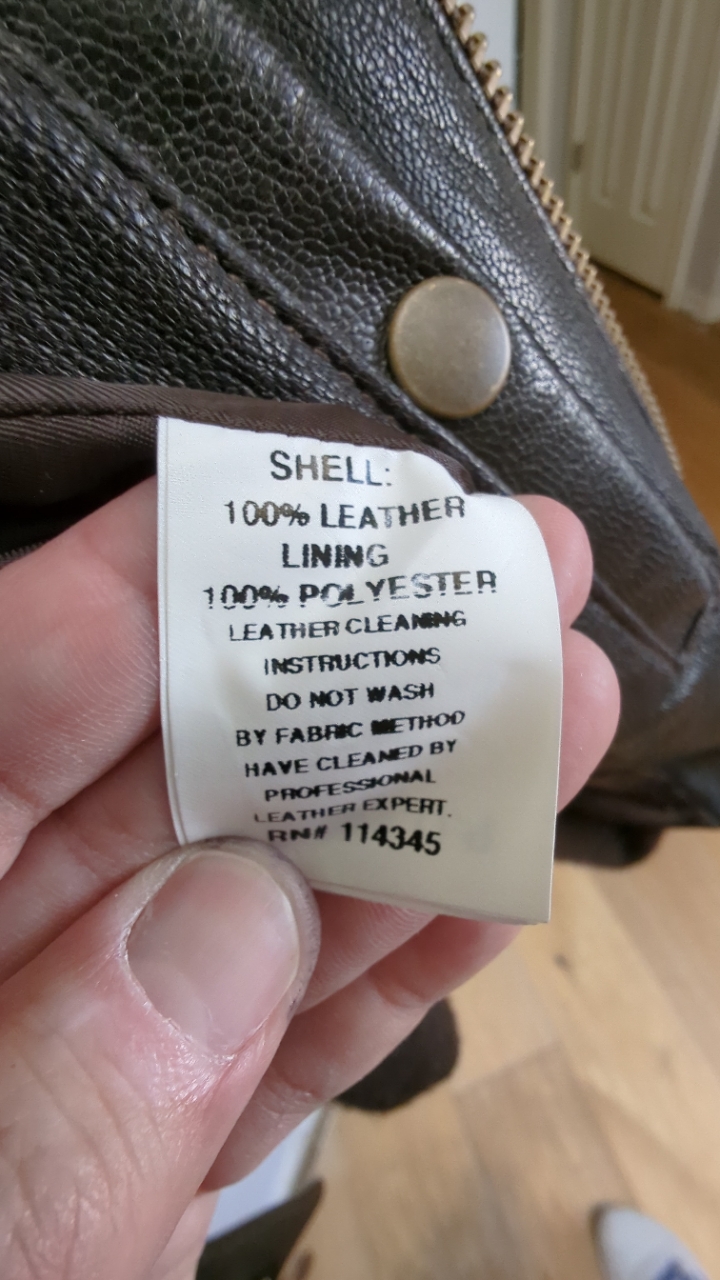 SHELL:
100% LEATHER
LINING
100% POLYESTER
LEATHER CLEANING
INSTRUCTIONS
DO NOT WASH
BY FABRIC METHOD
HAVE CLEANED BY
PROFESSIONAL
LEATHER EXPERT.
RN# 114345